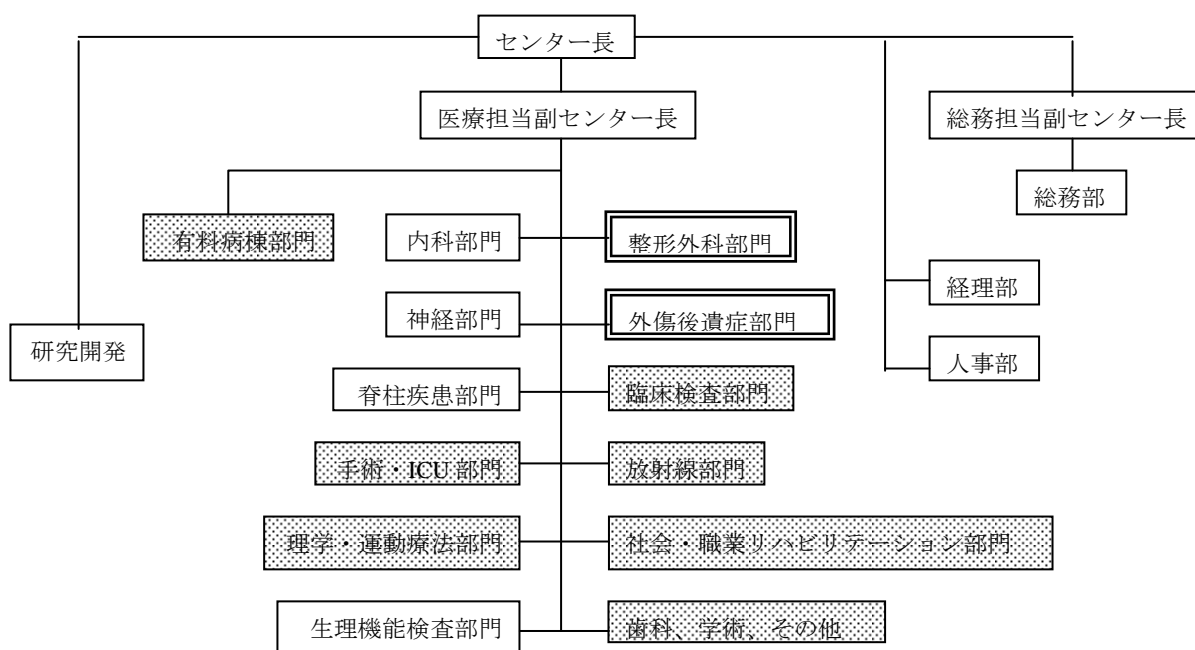 センター長
医療担当副センター長
総務担当副センター長
総務部
有料病棟部門
内科部門
整形外科部門
経理部
神経部門
外傷後遺症部門
研究開発
人事部
脊柱疾患部門
臨床検査部門
手術・ICU 部門
放射線部門
理学・運動療法部門
社会・職業リハビリテーション部門
生理機能検査部門
歯科、学術、その他